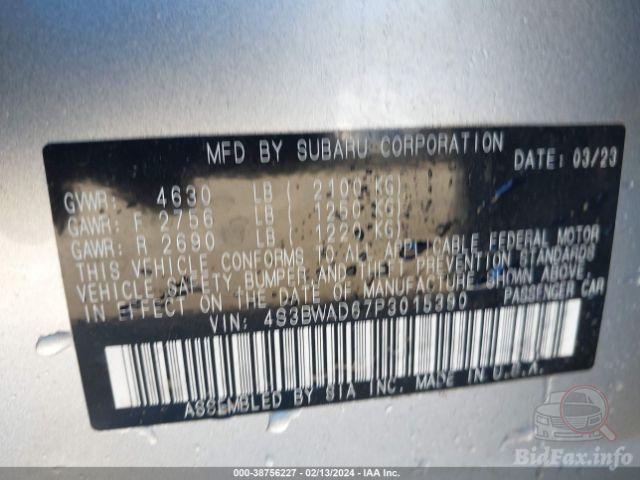 MFD BY SUBARU CORPORATION DATE: 03/23
GVWR: 4630 LB ( 2100 KG)
GAWR: F 2756 LB ( 1250 KG)
GAWR: R 2690 LB ( 1220 KG)
THIS VEHICLE CONFORMS TO ALL APPLICABLE FEDERAL MOTOR
VEHICLE SAFETY, BUMPER, AND THEFT PREVENTION STANDARDS
IN EFFECT ON THE DATE OF MANUFACTURE SHOWN ABOVE.
VIN: 4S3BWAD67P3015390 PASSENGER CAR
ASSEMBLED BY SIA INC. MADE IN U.S.A.
BidFax.info
000-38756227 - 02/13/2024 - IAA Inc.